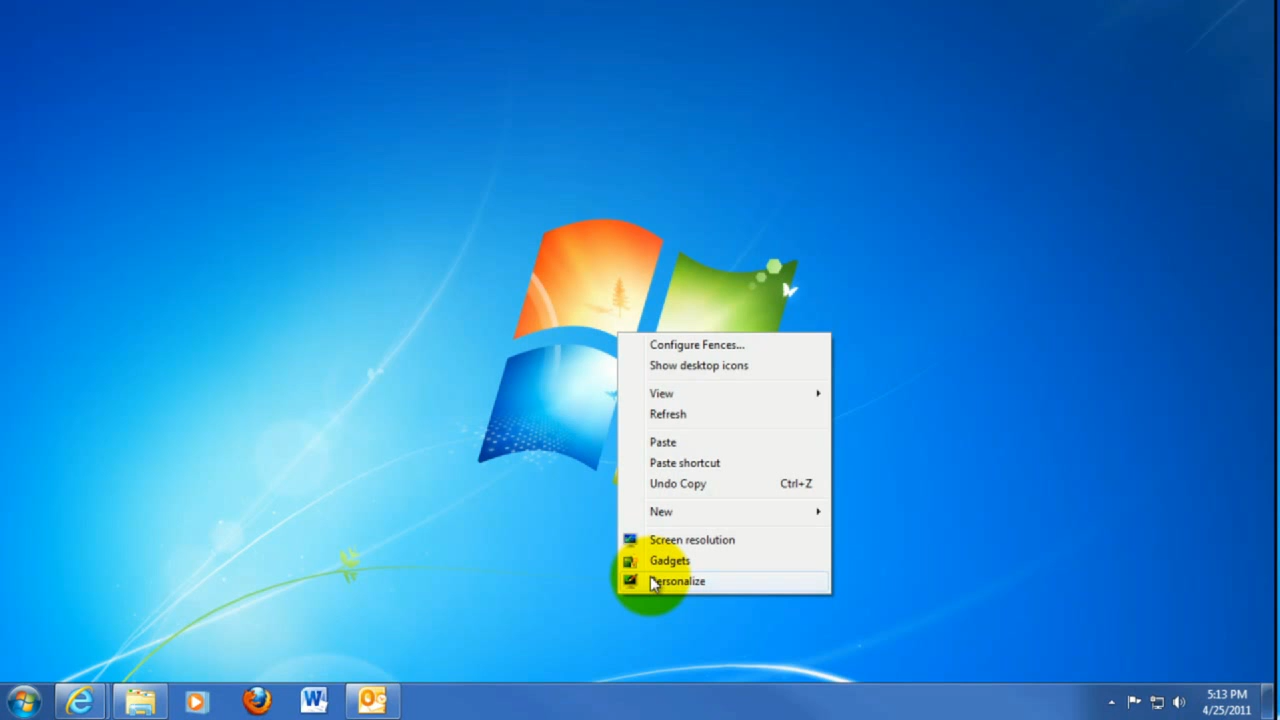 Configure Fences...
Show desktop icons
View
Refresh
Paste
Paste shortcut
Undo Copy Ctrl+Z
New
Screen resolution
Gadgets
Personalize
5:13 PM
4/25/2011